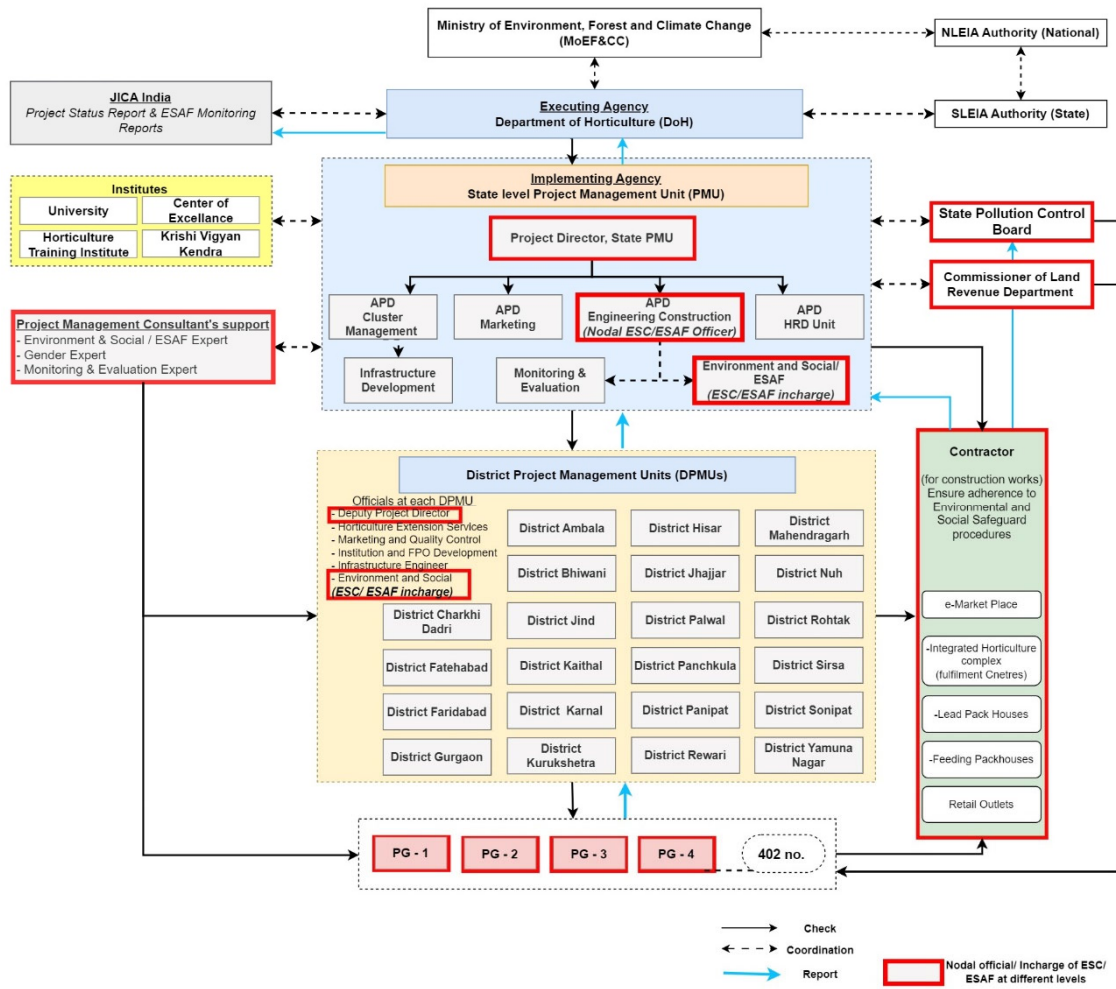 Ministry of Environment, Forest and Climate Change
(MoEF&CC)
NLEIA Authority (National)
JICA India
Project Status Report & ESAF Monitoring
Reports
Executing Agency
Department of Horticulture (DoH)
SLEIA Authority (State)
Implementing Agency
State level Project Management Unit (PMU)
Institutes
University
Center of
Excellance
Horticulture
Training Institute
Krishi Vigyan
Kendra
Project Director, State PMU
State Pollution Control
Board
Commissioner of Land
Revenue Department
APD
Cluster
Management
APD
Marketing
APD
Engineering Construction
(Nodal ESC/ESAF Officer)
APD
HRD Unit
Project Management Consultant's support
- Environment & Social / ESAF Expert
- Gender Expert
- Monitoring & Evaluation Expert
Infrastructure
Development
Monitoring &
Evaluation
Environment and Social/
ESAF
(ESC/ESAF incharge)
District Project Management Units (DPMUs)
Officials at each DPMU
- Deputy Project Director
- Horticulture Extension Services
- Marketing and Quality Control
- Institution and FPO Development
- Infrastructure Engineer
- Environment and Social
(ESC/ ESAF incharge)
District Ambala
District Hisar
District
Mahendragarh
District Bhiwani
District Jhajjar
District Nuh
District Charkhi
Dadri
District Jind
District Palwal
District Rohtak
District Fatehabad
District Kaithal
District Panchkula
District Sirsa
District Faridabad
District Karnal
District Panipat
District Sonipat
District Gurgaon
District
Kurukshetra
District Rewari
District Yamuna
Nagar
Contractor
(for construction works)
Ensure adherence to
Environmental and
Social Safeguard
procedures
e-Market Place
-Integrated Horticulture
complex
(fulfilment Cnetres)
-Lead Pack Houses
-Feeding Packhouses
Retail Outlets
PG - 1
PG - 2
PG - 3
PG - 4
402 no.
Check
Coordination
Report
Nodal official/ Incharge of ESC/
ESAF at different levels